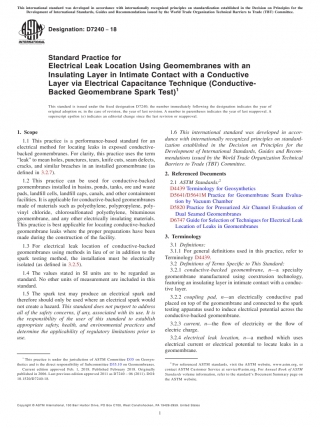 This international standard was developed in accordance with internationally recognized principles on standardization established in the Decision on Principles for the
Development of International Standards, Guides and Recommendations issued by the World Trade Organization Technical Barriers to Trade (TBT) Committee.
Designation: D7240 − 18
Standard Practice for
Electrical Leak Location Using Geomembranes with an
Insulating Layer in Intimate Contact with a Conductive
Layer via Electrical Capacitance Technique (Conductive-
Backed Geomembrane Spark Test)1
This standard is issued under the fixed designation D7240; the number immediately following the designation indicates the year of
original adoption or, in the case of revision, the year of last revision. A number in parentheses indicates the year of last reapproval. A
superscript epsilon (ε) indicates an editorial change since the last revision or reapproval.
1. Scope
1.1 This practice is a performance-based standard for an
electrical method for locating leaks in exposed conductive-
backed geomembranes. For clarity, this practice uses the term
“leak” to mean holes, punctures, tears, knife cuts, seam defects,
cracks, and similar breaches in an installed geomembrane (as
defined in 3.2.7).
1.2 This practice can be used for conductive-backed
geomembranes installed in basins, ponds, tanks, ore and waste
pads, landfill cells, landfill caps, canals, and other containment
facilities. It is applicable for conductive-backed geomembranes
made of materials such as polyethylene, polypropylene, poly-
vinyl chloride, chlorosulfonated polyethylene, bituminous
geomembrane, and any other electrically insulating materials.
This practice is best applicable for locating conductive-backed
geomembrane leaks where the proper preparations have been
made during the construction of the facility.
1.3 For electrical leak location of conductive-backed
geomembranes using methods in lieu of or in addition to the
spark testing method, the installation must be electrically
isolated (as defined in 3.2.5).
1.4 The values stated in SI units are to be regarded as
standard. No other units of measurement are included in this
standard.
1.5 The spark test may produce an electrical spark and
therefore should only be used where an electrical spark would
not create a hazard. This standard does not purport to address
all of the safety concerns, if any, associated with its use. It is
the responsibility of the user of this standard to establish
appropriate safety, health, and environmental practices and
determine the applicability of regulatory limitations prior to
use.
1 This practice is under the jurisdiction of ASTM Committee D35 on Geosyn-
thetics and is the direct responsibility of Subcommittee D35.10 on Geomembranes.
Current edition approved Feb. 1, 2018. Published February 2018. Originally
approved in 2006. Last previous edition approved 2011 as D7240 – 06 (2011). DOI:
10.1520/D7240-18.
1.6 This international standard was developed in accor-
dance with internationally recognized principles on standard-
ization established in the Decision on Principles for the
Development of International Standards, Guides and Recom-
mendations issued by the World Trade Organization Technical
Barriers to Trade (TBT) Committee.
2. Referenced Documents
2.1 ASTM Standards:2
D4439 Terminology for Geosynthetics
D5641/D5641M Practice for Geomembrane Seam Evalua-
tion by Vacuum Chamber
D5820 Practice for Pressurized Air Channel Evaluation of
Dual Seamed Geomembranes
D6747 Guide for Selection of Techniques for Electrical Leak
Location of Leaks in Geomembranes
3. Terminology
3.1 Definitions:
3.1.1 For general definitions used in this practice, refer to
Terminology D4439.
3.2 Definitions of Terms Specific to This Standard:
3.2.1 conductive-backed geomembrane, n—a specialty
geomembrane manufactured using coextrusion technology,
featuring an insulating layer in intimate contact with a conduc-
tive layer.
3.2.2 coupling pad, n—an electrically conductive pad
placed on top of the geomembrane and connected to the spark
testing apparatus used to induce electrical potential across the
conductive-backed geomembrane.
3.2.3 current, n—the flow of electricity or the flow of
electric charge.
3.2.4 electrical leak location, n—a method which uses
electrical current or electrical potential to locate leaks in a
geomembrane.
2 For referenced ASTM standards, visit the ASTM website, www.astm.org, or
contact ASTM Customer Service at service@astm.org. For Annual Book of ASTM
Standards volume information, refer to the standard’s Document Summary page on
the ASTM website.
Copyright © ASTM International, 100 Barr Harbor Drive, PO Box C700, West Conshohocken, PA 19428-2959. United States
1